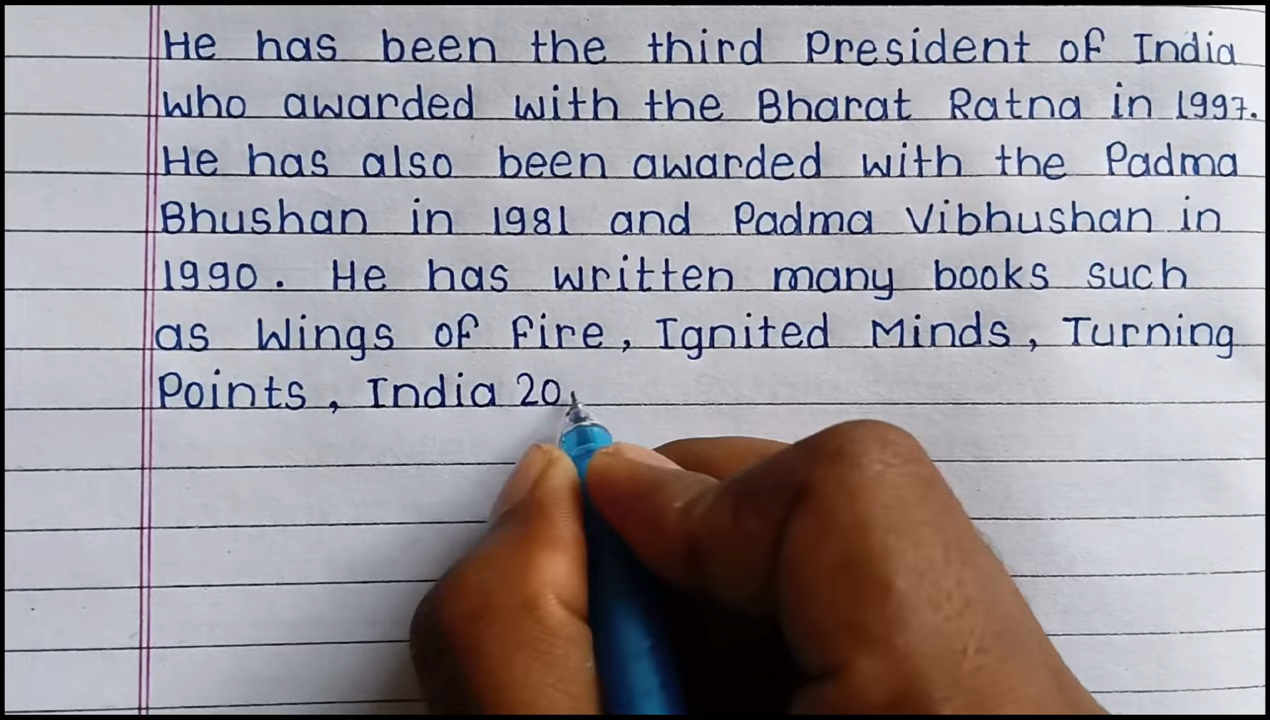 He has been the third President of India
who awarded with the Bharat Ratna in 1997.
He has also been awarded with the Padma
Bhushan in 1981 and Padma Vibhushan in
1990. He has written many books such
as Wings of Fire, Ignited Minds, Turning
Points, India 20